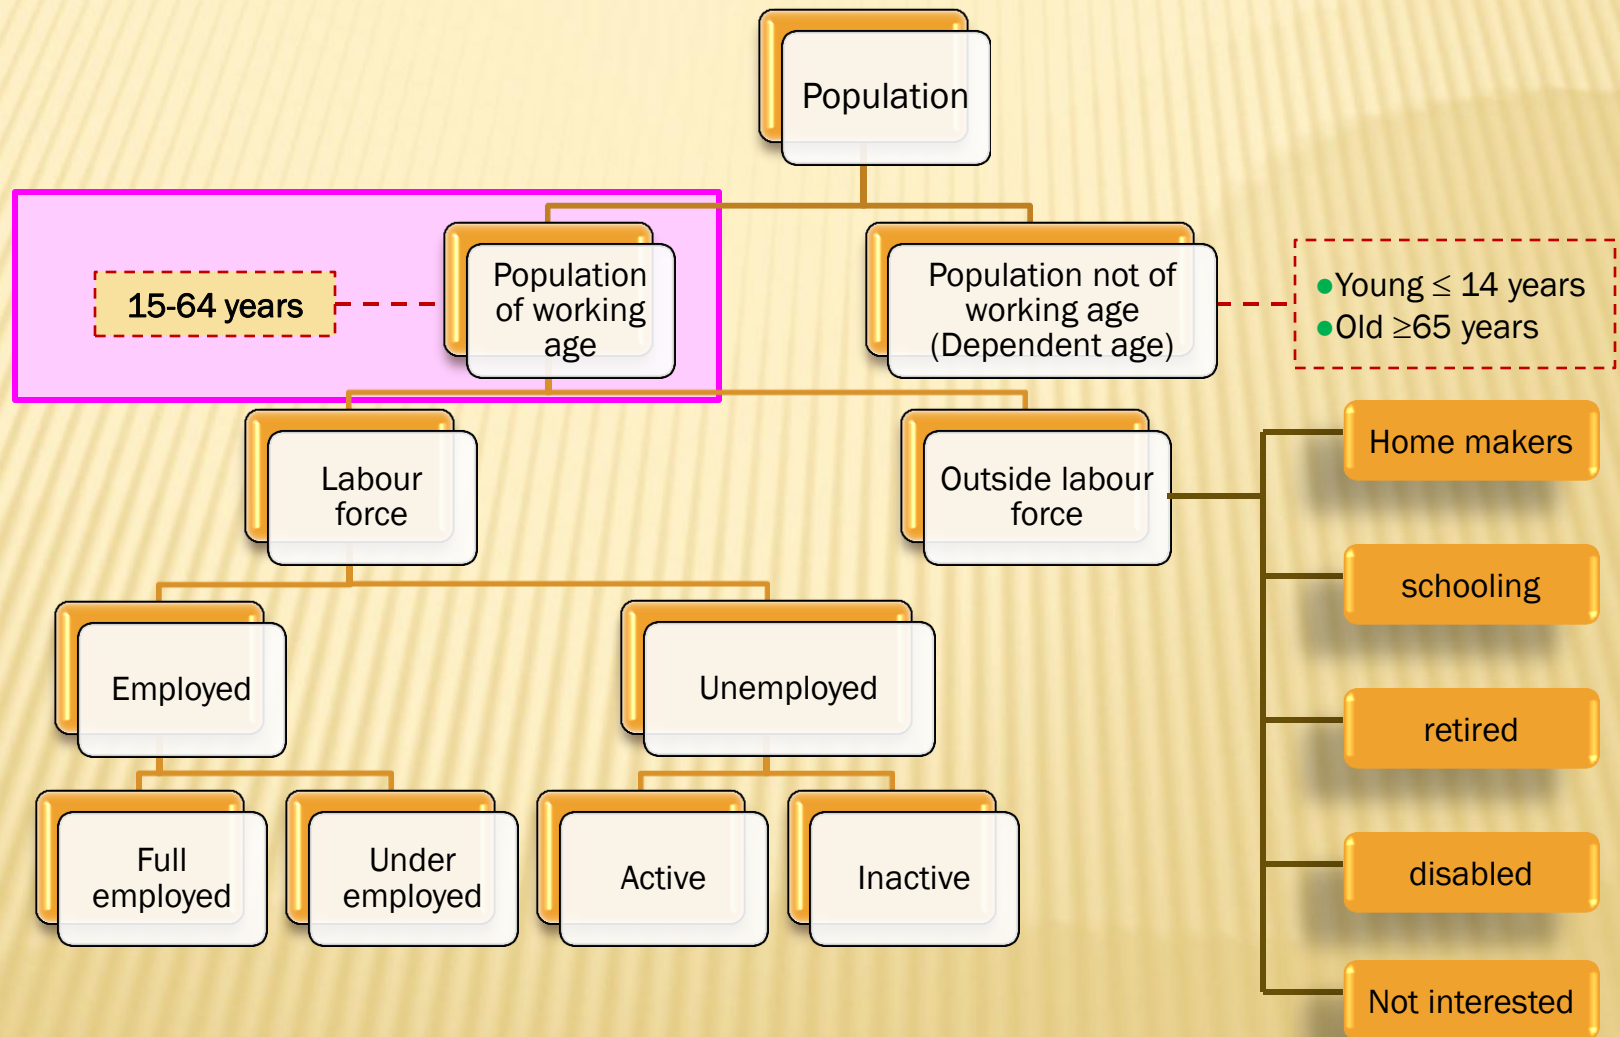 Population
15-64 years
Population
of working
age
Population not of
working age
(Dependent age)
●Young ≤ 14 years
●Old ≥65 years
Labour
force
Outside labour
force
Home makers
schooling
retired
disabled
Not interested
Employed
Unemployed
Full
employed
Under
employed
Active
Inactive